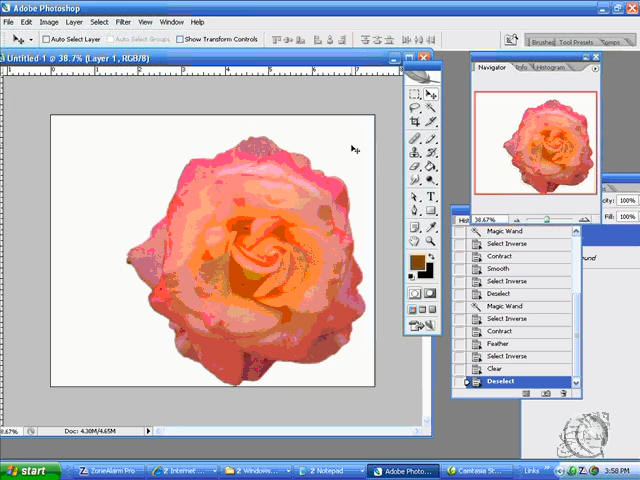 Adobe Photoshop
File Edit Image Layer Select Filter View Window Help
Auto Select Layer Auto Select Groups Show Transform Controls
Brushes Tool Presets Comps
Untitled-1 @ 38.7% (Layer 1, RGB/8)
Navigator Info Histogram
38.67%
100%
Fill: 100%
Magic Wand
Select Inverse
Contract
Smooth
Select Inverse
Deselect
Magic Wand
Select Inverse
Contract
Feather
Select Inverse
Clear
Deselect
8.67% Doc: 4.30M/4.65M
start ZoneAlarm Pro 2 Internet ... 2 Windows... 2 Notepad Adobe Photo... Camtasia St... Links 3:58 PM